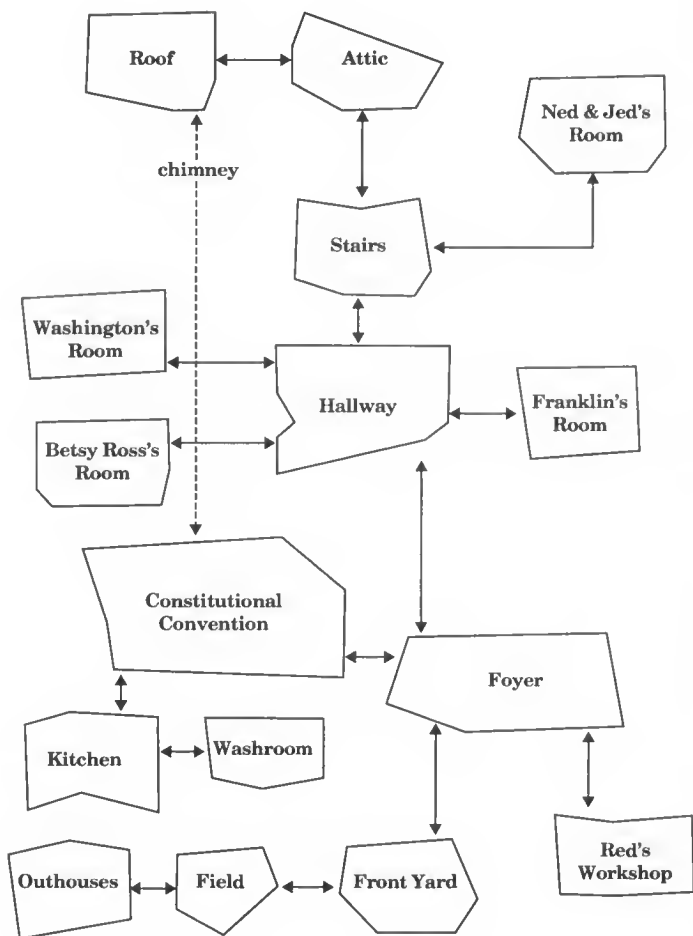 Roof
Attic
Ned & Jed's
Room
chimney
Stairs
Washington's
Room
Hallway
Franklin's
Room
Betsy Ross's
Room
Constitutional
Convention
Foyer
Kitchen
Washroom
Red's
Workshop
Outhouses
Field
Front Yard